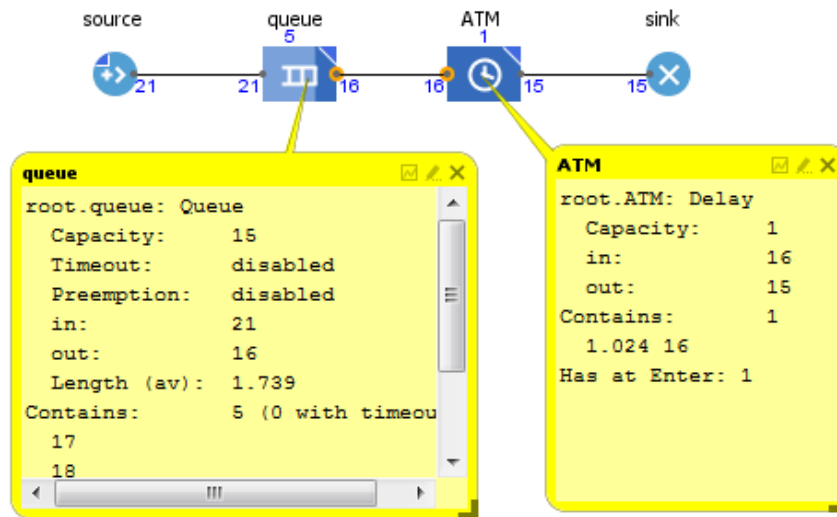 source queue ATM sink
5 1
21 21 16 16 15 15
queue
root.queue: Queue
Capacity: 15
Timeout: disabled
Preemption: disabled
in: 21
out: 16
Length (av): 1.739
Contains: 5 (0 with timeou
17
18
ATM
root.ATM: Delay
Capacity: 1
in: 16
out: 15
Contains: 1
1.024 16
Has at Enter: 1